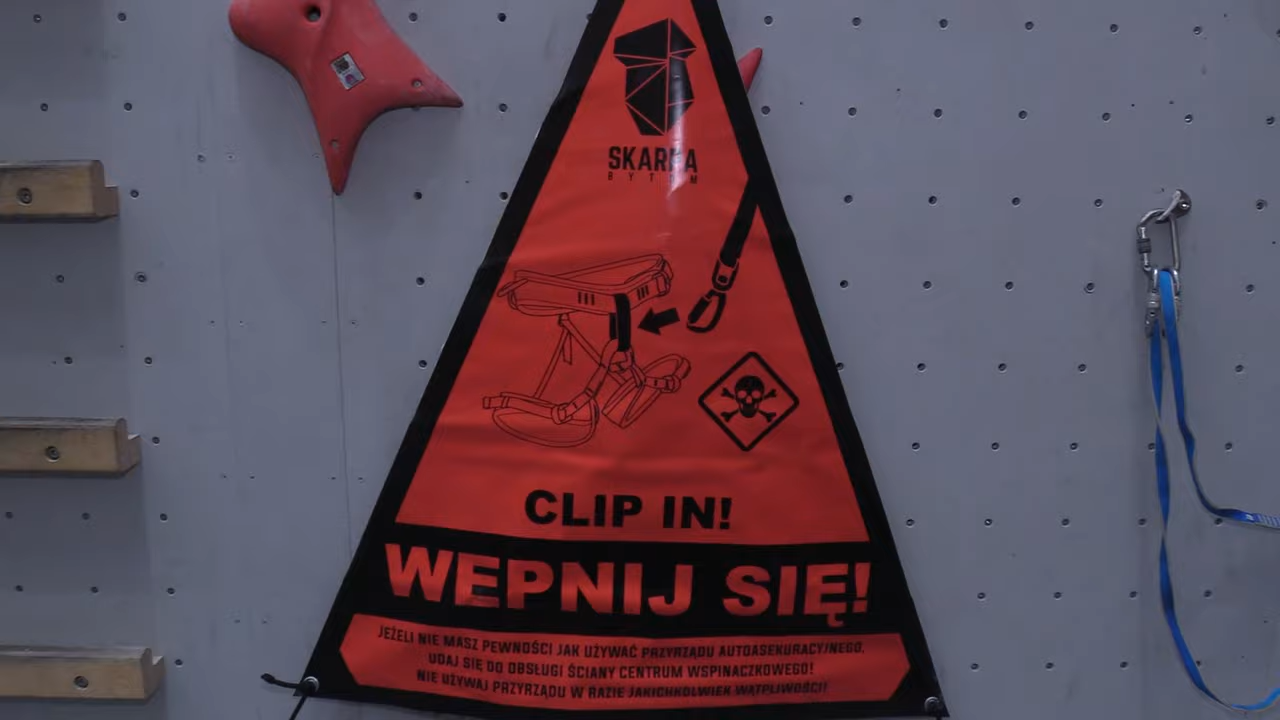 SKARPA
BYTOM
CLIP IN!
WEPNIJ SIĘ!
JEŻELI NIE MASZ PEWNOŚCI JAK UŻYWAĆ PRZYRZĄDU AUTOASEKURACYJNEGO,
UDAJ SIĘ DO OBSŁUGI ŚCIANY CENTRUM WSPINACZKOWEGO!
NIE UŻYWAJ PRZYRZĄDU W RAZIE JAKICHKOLWIEK WĄTPLIWOŚCI!